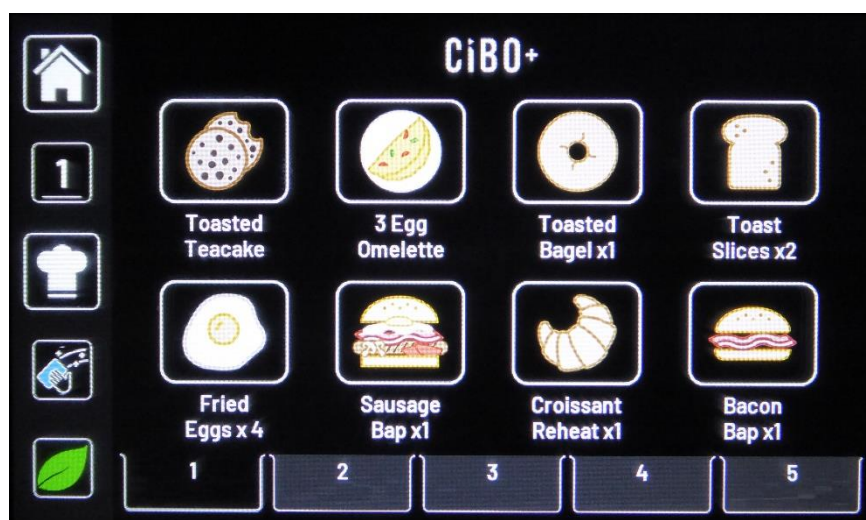 CiBO+
1
Toasted
Teacake
3 Egg
Omelette
Toasted
Bagel x1
Toast
Slices x2
Fried
Eggs x 4
Sausage
Bap x1
Croissant
Reheat x1
Bacon
Bap x1
1
2
3
4
5